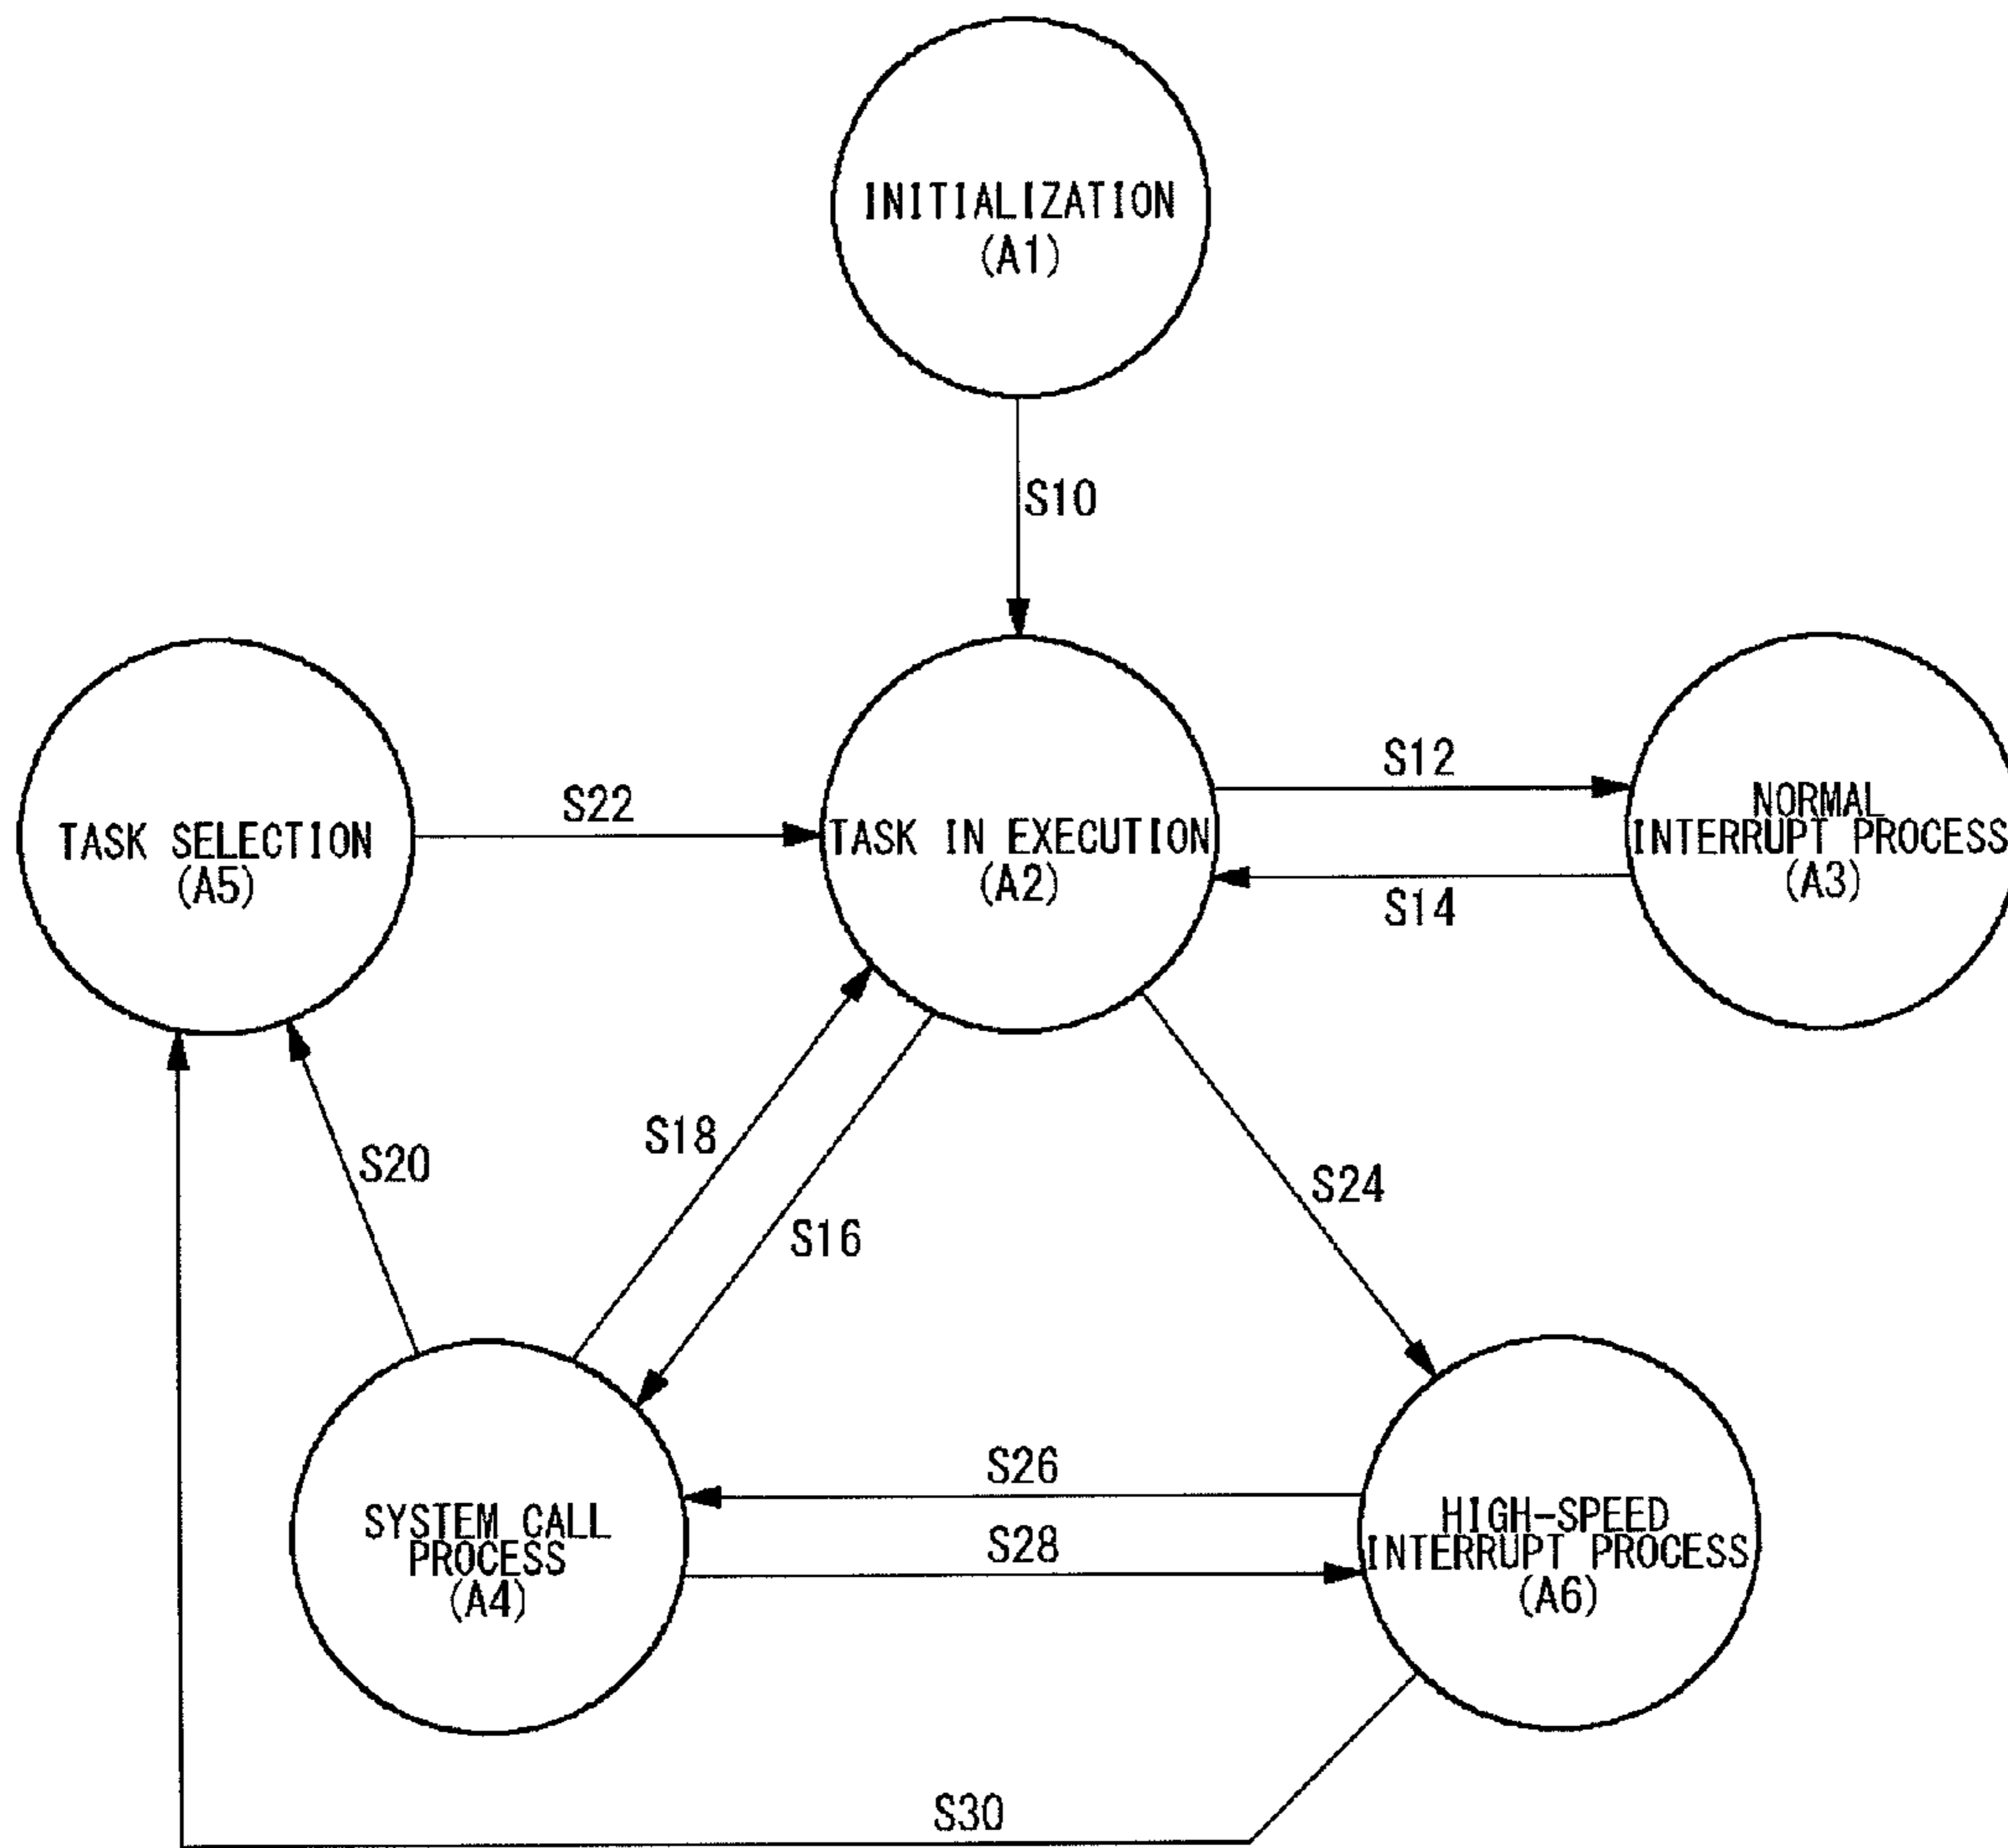 INITIALIZATION
(A1)
S10
TASK SELECTION
(A5)
S22
TASK IN EXECUTION
(A2)
S12
NORMAL
INTERRUPT PROCESS
(A3)
S14
S18
S20
S16
S24
S26
SYSTEM CALL
PROCESS
(A4)
S28
HIGH-SPEED
INTERRUPT PROCESS
(A6)
S30